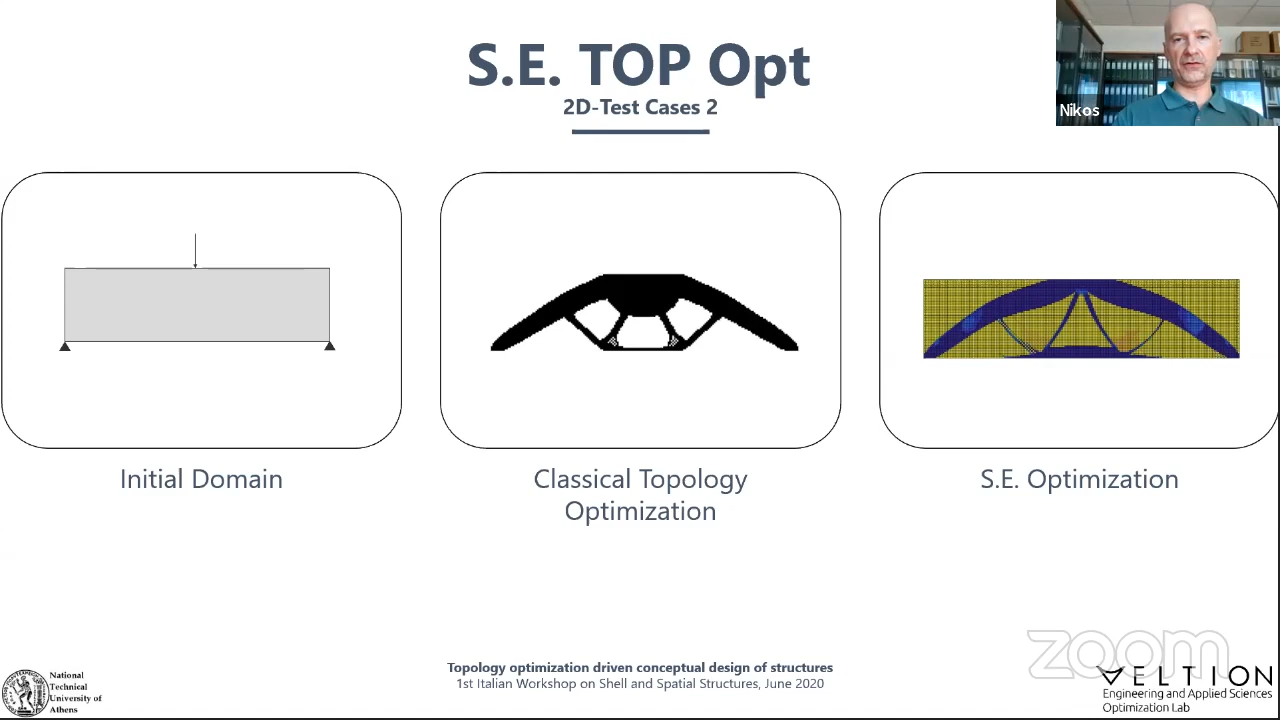 S.E. TOP Opt
2D-Test Cases 2
Nikos
Initial Domain
Classical Topology
Optimization
S.E. Optimization
Topology optimization driven conceptual design of structures
1st Italian Workshop on Shell and Spatial Structures, June 2020
National
Technical
University of
Athens
zoom
VELTION
Engineering and Applied Sciences
Optimization Lab